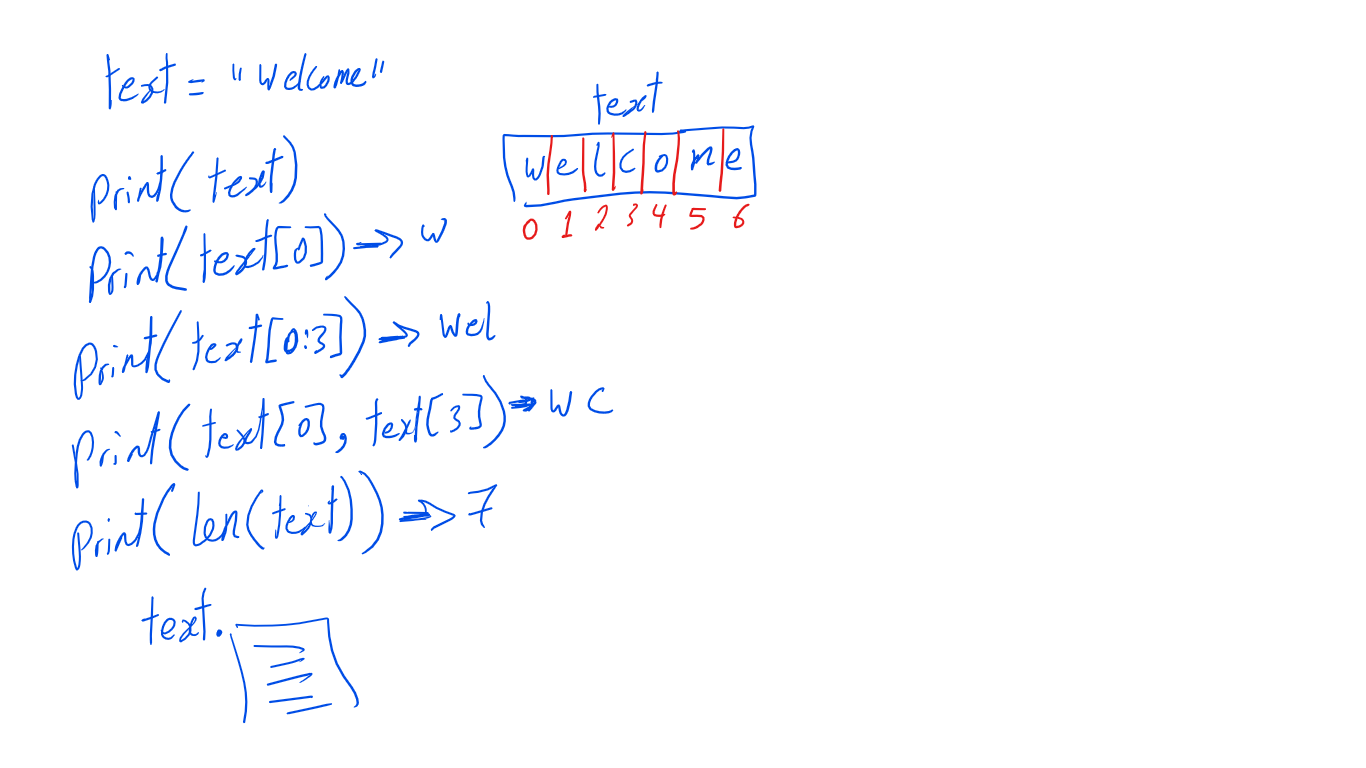 text = "Welcome"
print(text)
Print(text[0]) => W
Print(text[0:3]) => Wel
print(text[0], text[3]) => W C
print(len(text)) => 7
text.
text
W e l c o m e
0 1 2 3 4 5 6